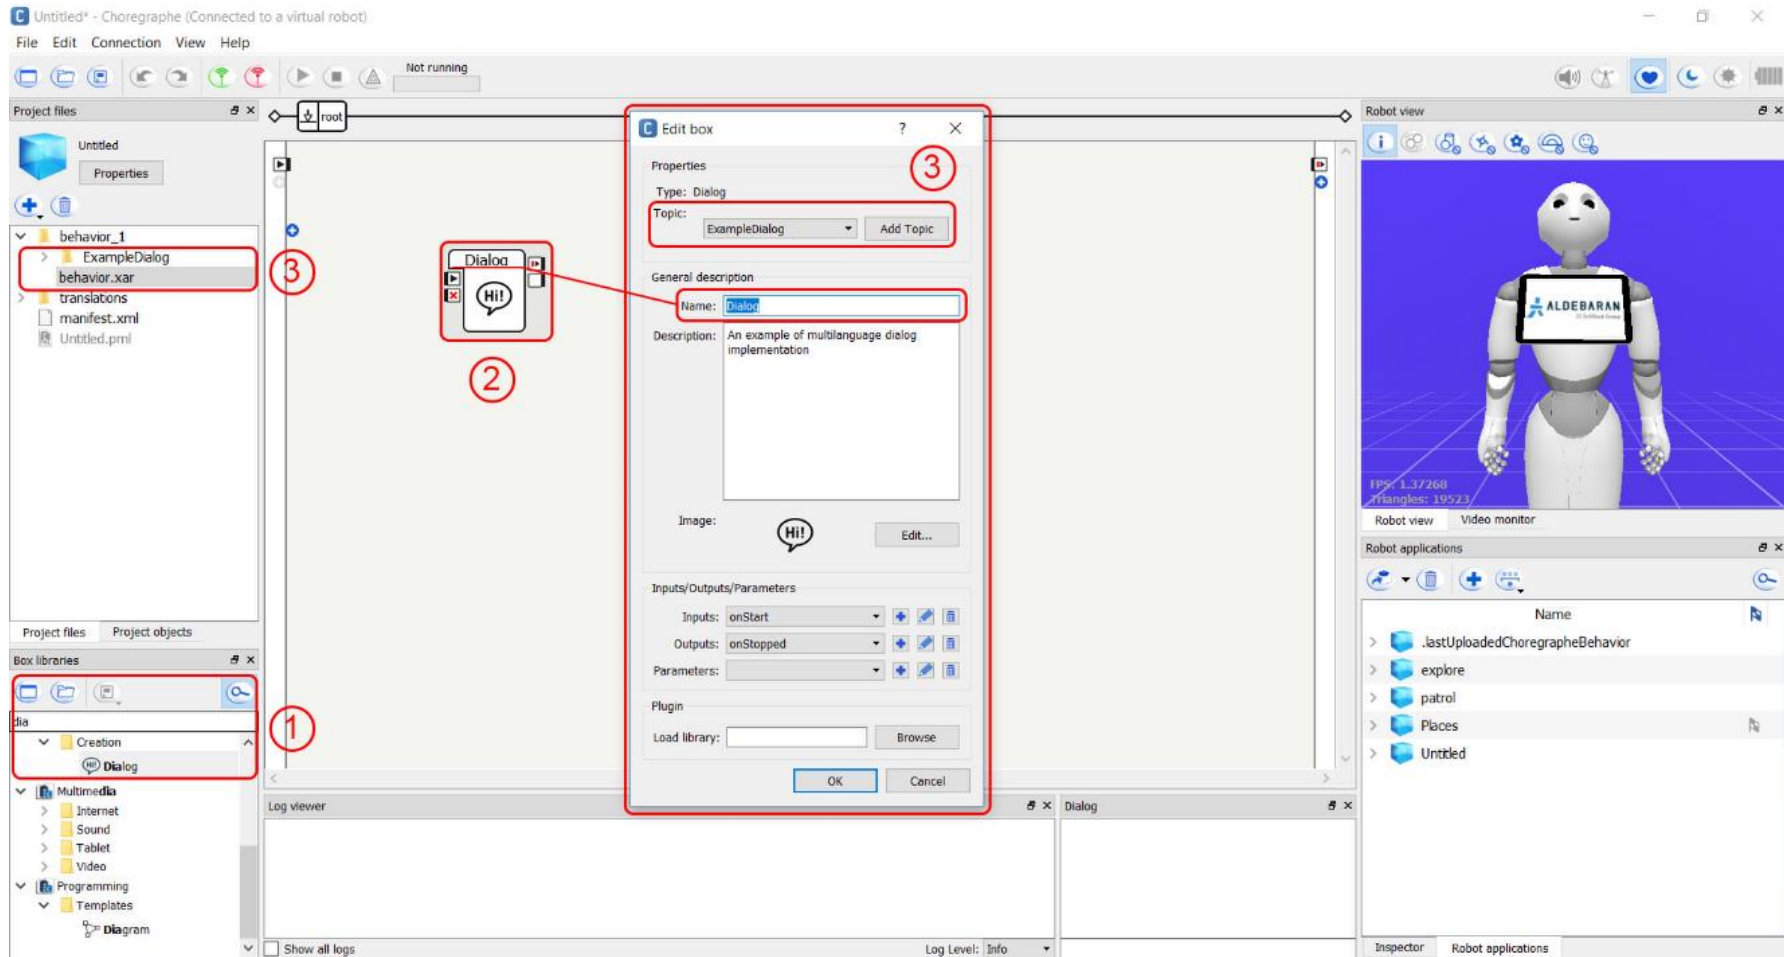 Untitled* - Choregraphe (Connected to a virtual robot)
File Edit Connection View Help
Not running
Project files
Untitled
Properties
behavior_1
ExampleDialog
behavior.xar
translations
manifest.xml
Untitled.pml
3
Project files Project objects
Box libraries
dia
Creation
Dialog
1
Multimedia
Internet
Sound
Tablet
Video
Programming
Templates
Diagram
root
Dialog
Hi!
2
Edit box
3
Properties
Type: Dialog
Topic:
ExampleDialog
Add Topic
General description
Name: Dialog
Description: An example of multilanguage dialog
implementation
Image:
Hi!
Edit...
Inputs/Outputs/Parameters
Inputs: onStart
Outputs: onStopped
Parameters:
Plugin
Load library:
Browse
OK
Cancel
Log viewer
Show all logs
Log Level: Info
Dialog
Robot view
ALDEBARAN
FPS: 1.37268
Triangles: 19523
Robot view Video monitor
Robot applications
Name
.lastUploadedChoregrapheBehavior
explore
patrol
Places
Untitled
Inspector Robot applications